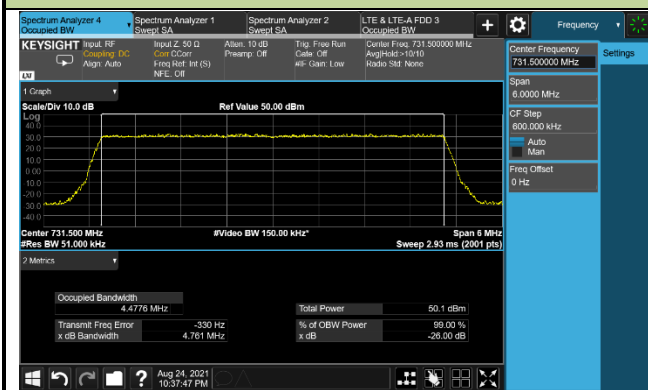 Spectrum Analyzer 4
Occupied BW
Spectrum Analyzer 1
Swept SA
Spectrum Analyzer 2
Swept SA
LTE & LTE-A FDD 3
Occupied BW
+
Frequency
KEYSIGHT
Input: RF
Coupling: DC
Align: Auto
Input Z: 50 Ω
Corr CCorr
Freq Ref: Int (S)
NFE: Off
Atten: 10 dB
Preamp: Off
Trig: Free Run
Gate: Off
#IF Gain: Low
Center Freq: 731.500000 MHz
Avg|Hold:>10/10
Radio Std: None
LXI
Center Frequency
731.500000 MHz
Settings
Span
6.0000 MHz
CF Step
600.000 kHz
Auto
Man
Freq Offset
0 Hz
1 Graph
Scale/Div 10.0 dB
Ref Value 50.00 dBm
Log
40.0
30.0
20.0
10.0
0.00
-10.0
-20.0
-30.0
-40.0
Center 731.500 MHz
#Video BW 150.00 kHz*
Span 6 MHz
#Res BW 51.000 kHz
Sweep 2.93 ms (2001 pts)
2 Metrics
Occupied Bandwidth
4.4776 MHz
Total Power 50.1 dBm
Transmit Freq Error -330 Hz
% of OBW Power 99.00 %
x dB Bandwidth 4.761 MHz
x dB -26.00 dB
?
Aug 24, 2021
10:37:47 PM